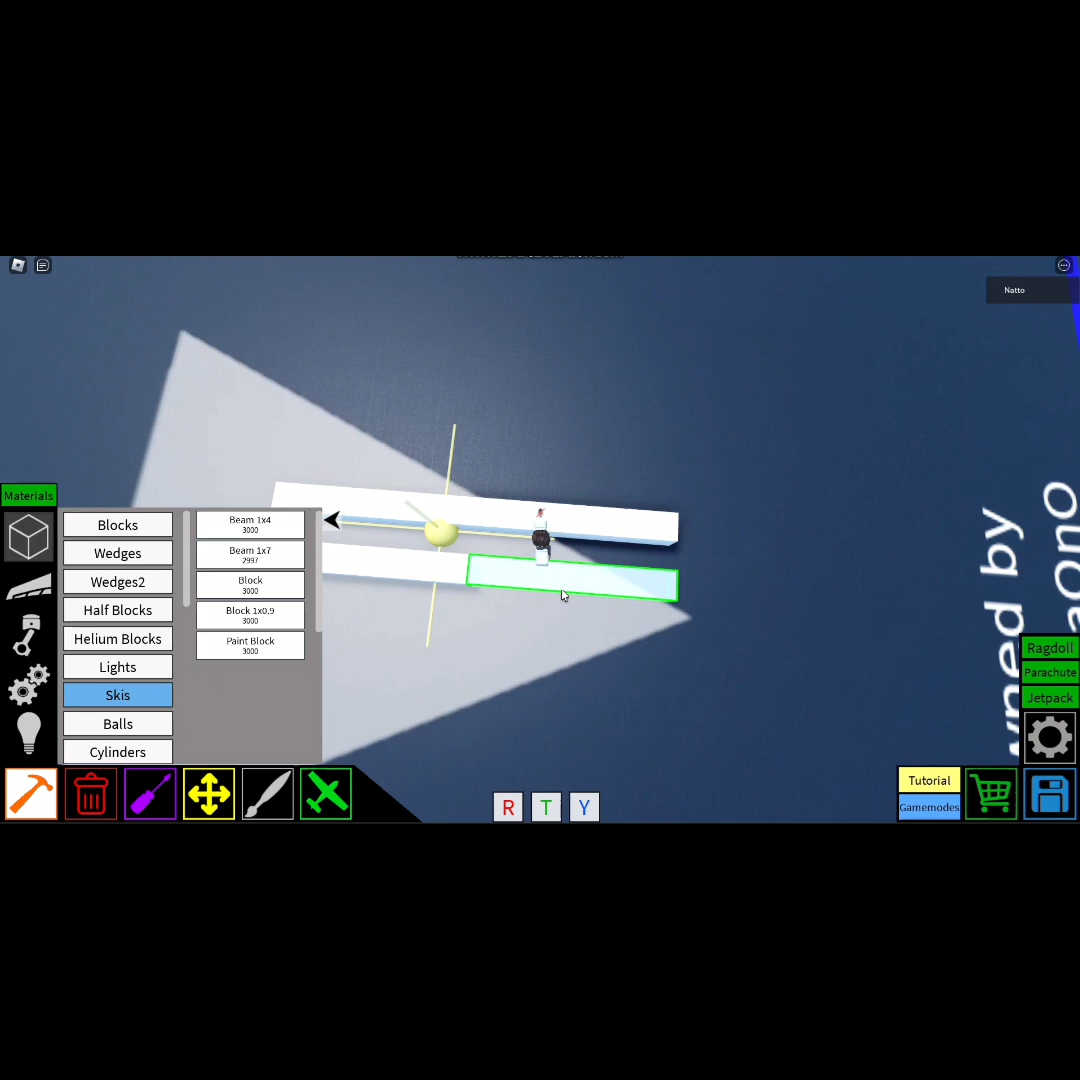 Natto
Materials
Blocks
Wedges
Wedges2
Half Blocks
Helium Blocks
Lights
Skis
Balls
Cylinders
Beam 1x4
3000
Beam 1x7
2997
Block
3000
Block 1x0.9
3000
Paint Block
3000
by
Ragdoll
Parachute
Jetpack
Tutorial
Gamemodes
R T Y